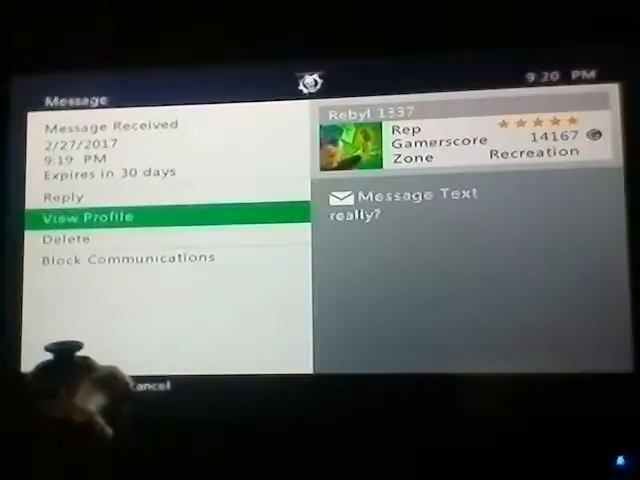 9:20 PM
Message
Message Received
2/27/2017
9:19 PM
Expires in 30 days
Reply
View Profile
Delete
Block Communications
Rebyl 1337
Rep
Gamerscore 14167 G
Zone Recreation
Message Text
really?
Cancel